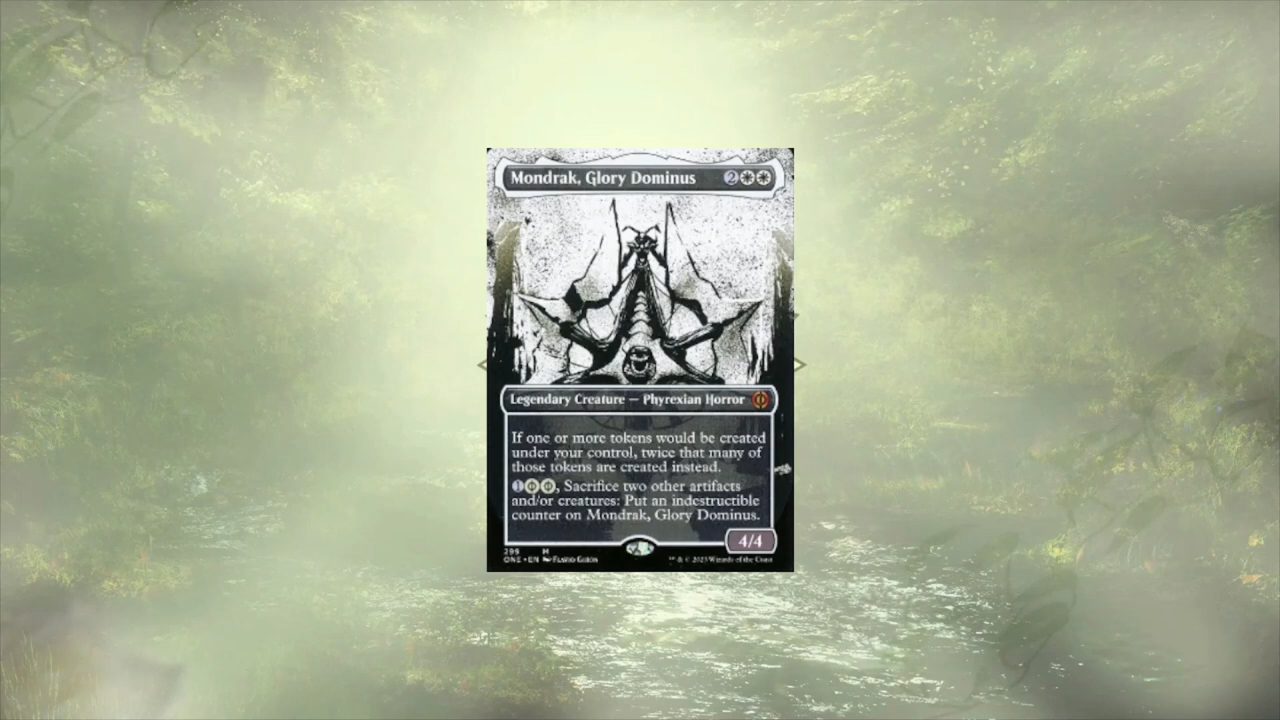 Mondrak, Glory Dominus 2
Legendary Creature — Phyrexian Horror
If one or more tokens would be created
under your control, twice that many of
those tokens are created instead.
1, Sacrifice two other artifacts
and/or creatures: Put an indestructible
counter on Mondrak, Glory Dominus.
4/4
299 M
ONE • EN
™ & © 2023 Wizards of the Coast